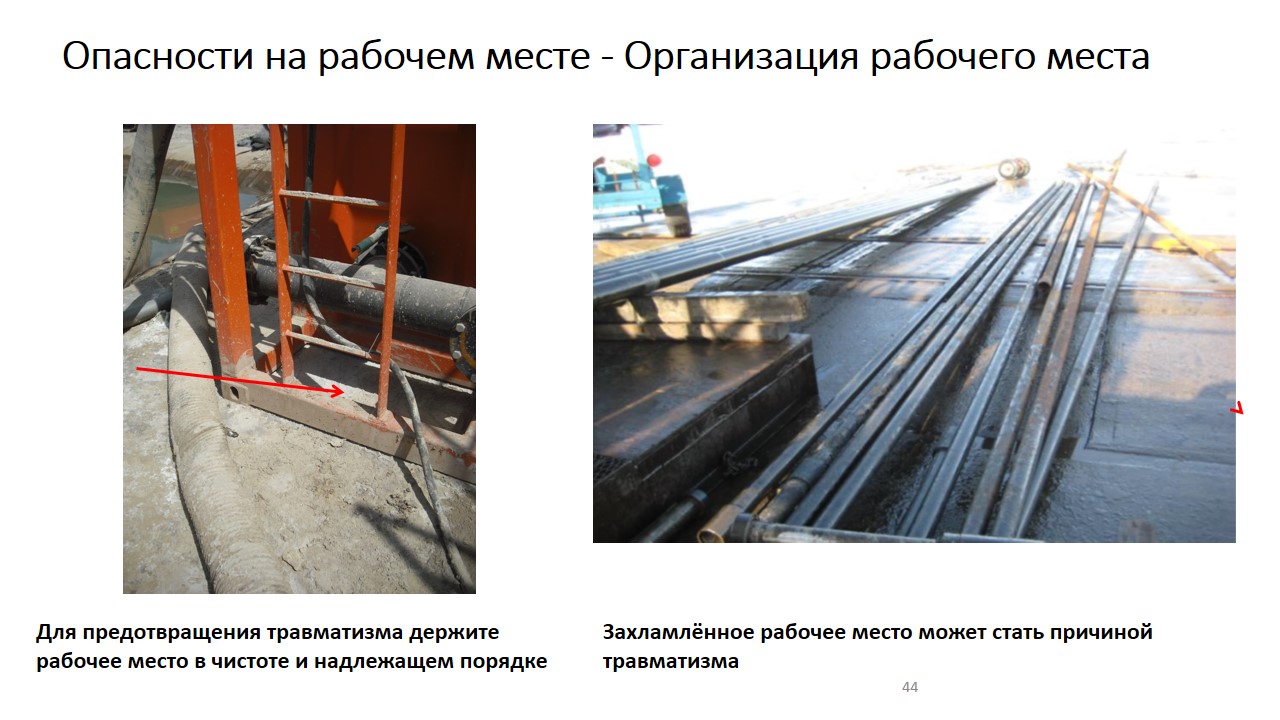 Опасности на рабочем месте - Организация рабочего места
Для предотвращения травматизма держите
рабочее место в чистоте и надлежащем порядке
Захламлённое рабочее место может стать причиной
травматизма
44